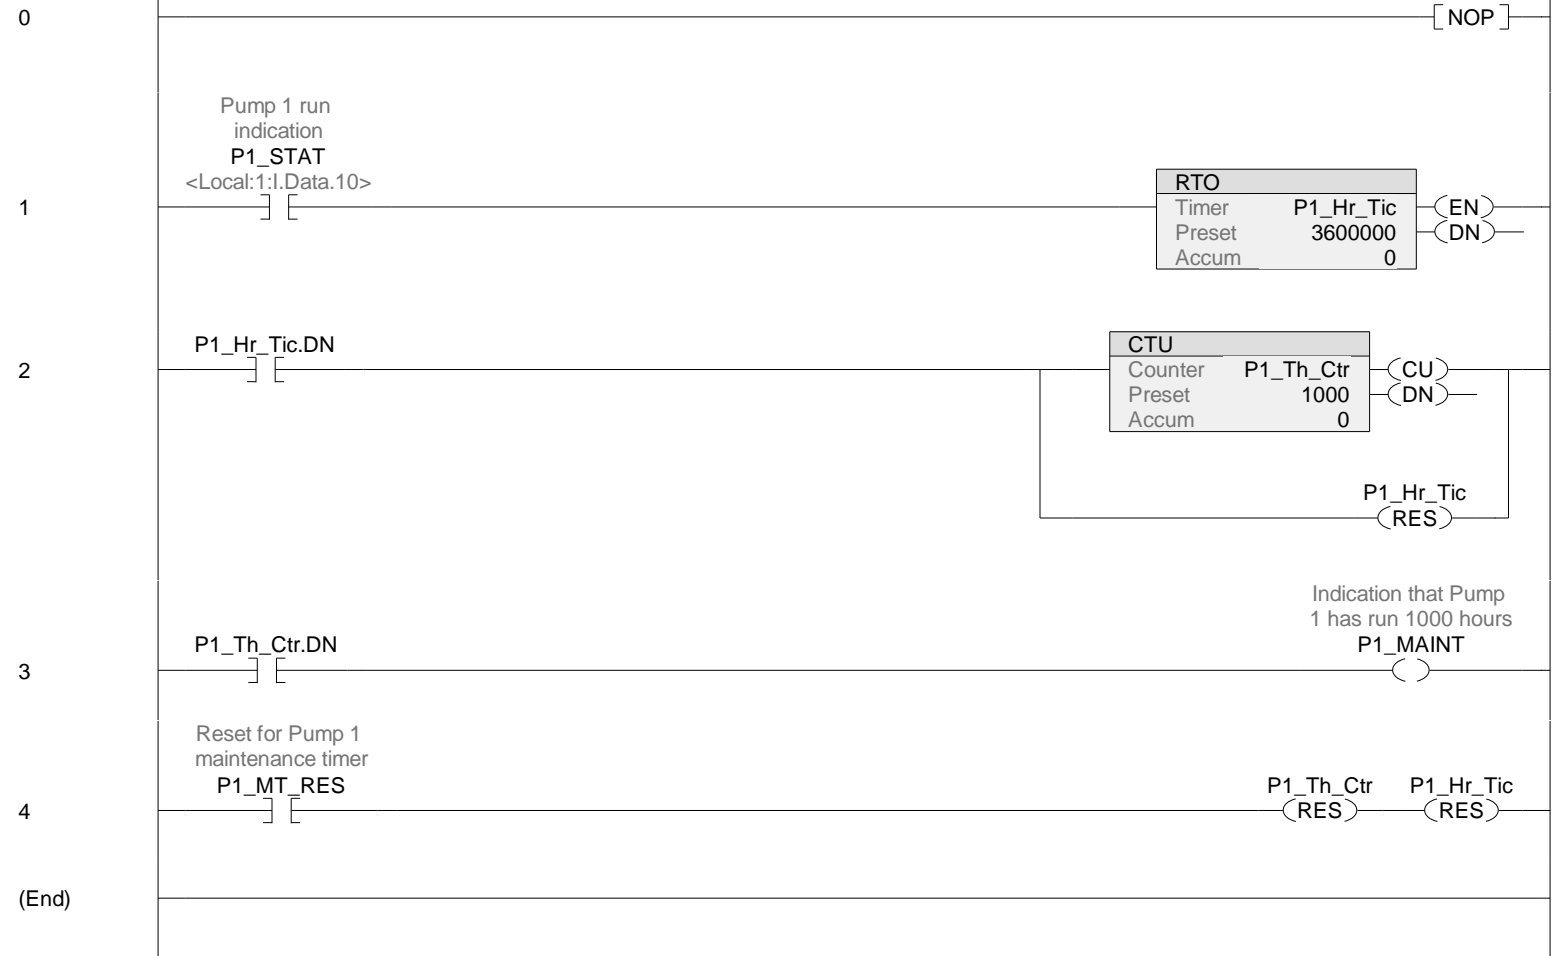 0
NOP
Pump 1 run
indication
P1_STAT
<Local:1:I.Data.10>
1
RTO
Timer P1_Hr_Tic
Preset 3600000
Accum 0
EN
DN
P1_Hr_Tic.DN
2
CTU
Counter P1_Th_Ctr
Preset 1000
Accum 0
CU
DN
P1_Hr_Tic
RES
Indication that Pump
1 has run 1000 hours
P1_Th_Ctr.DN
P1_MAINT
3
Reset for Pump 1
maintenance timer
P1_MT_RES
P1_Th_Ctr P1_Hr_Tic
4
RES RES
(End)